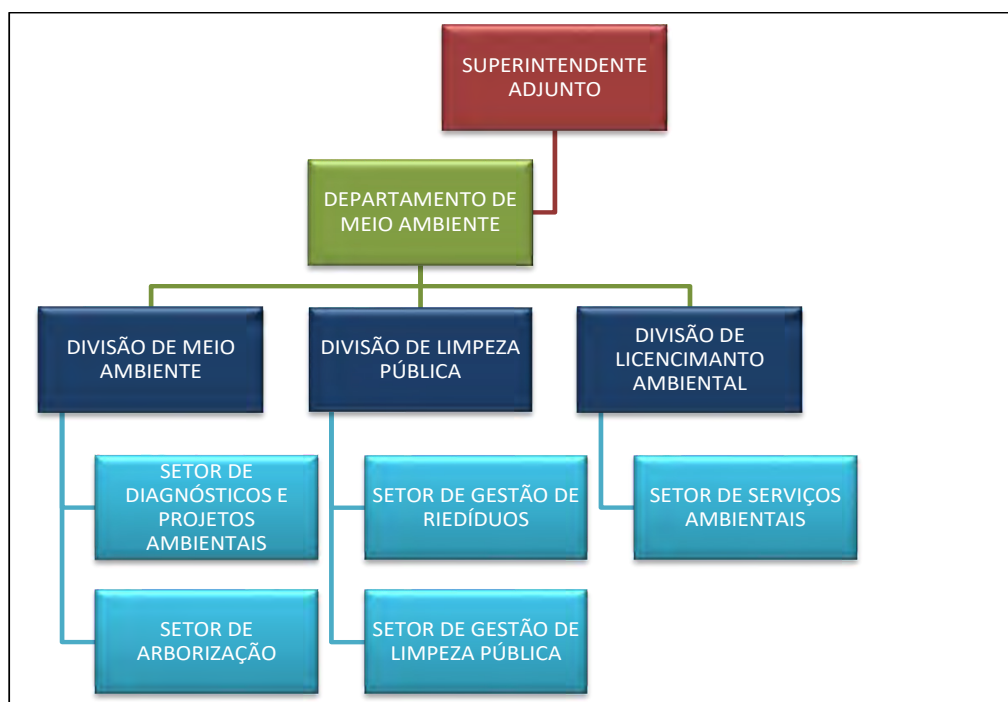 SUPERINTENDENTE
ADJUNTO
DEPARTAMENTO DE
MEIO AMBIENTE
DIVISÃO DE MEIO
AMBIENTE
DIVISÃO DE LIMPEZA
PÚBLICA
DIVISÃO DE
LICENCIMANTO
AMBIENTAL
SETOR DE
DIAGNÓSTICOS E
PROJETOS
AMBIENTAIS
SETOR DE GESTÃO DE
RIEDÍDUOS
SETOR DE SERVIÇOS
AMBIENTAIS
SETOR DE
ARBORIZAÇÃO
SETOR DE GESTÃO DE
LIMPEZA PÚBLICA